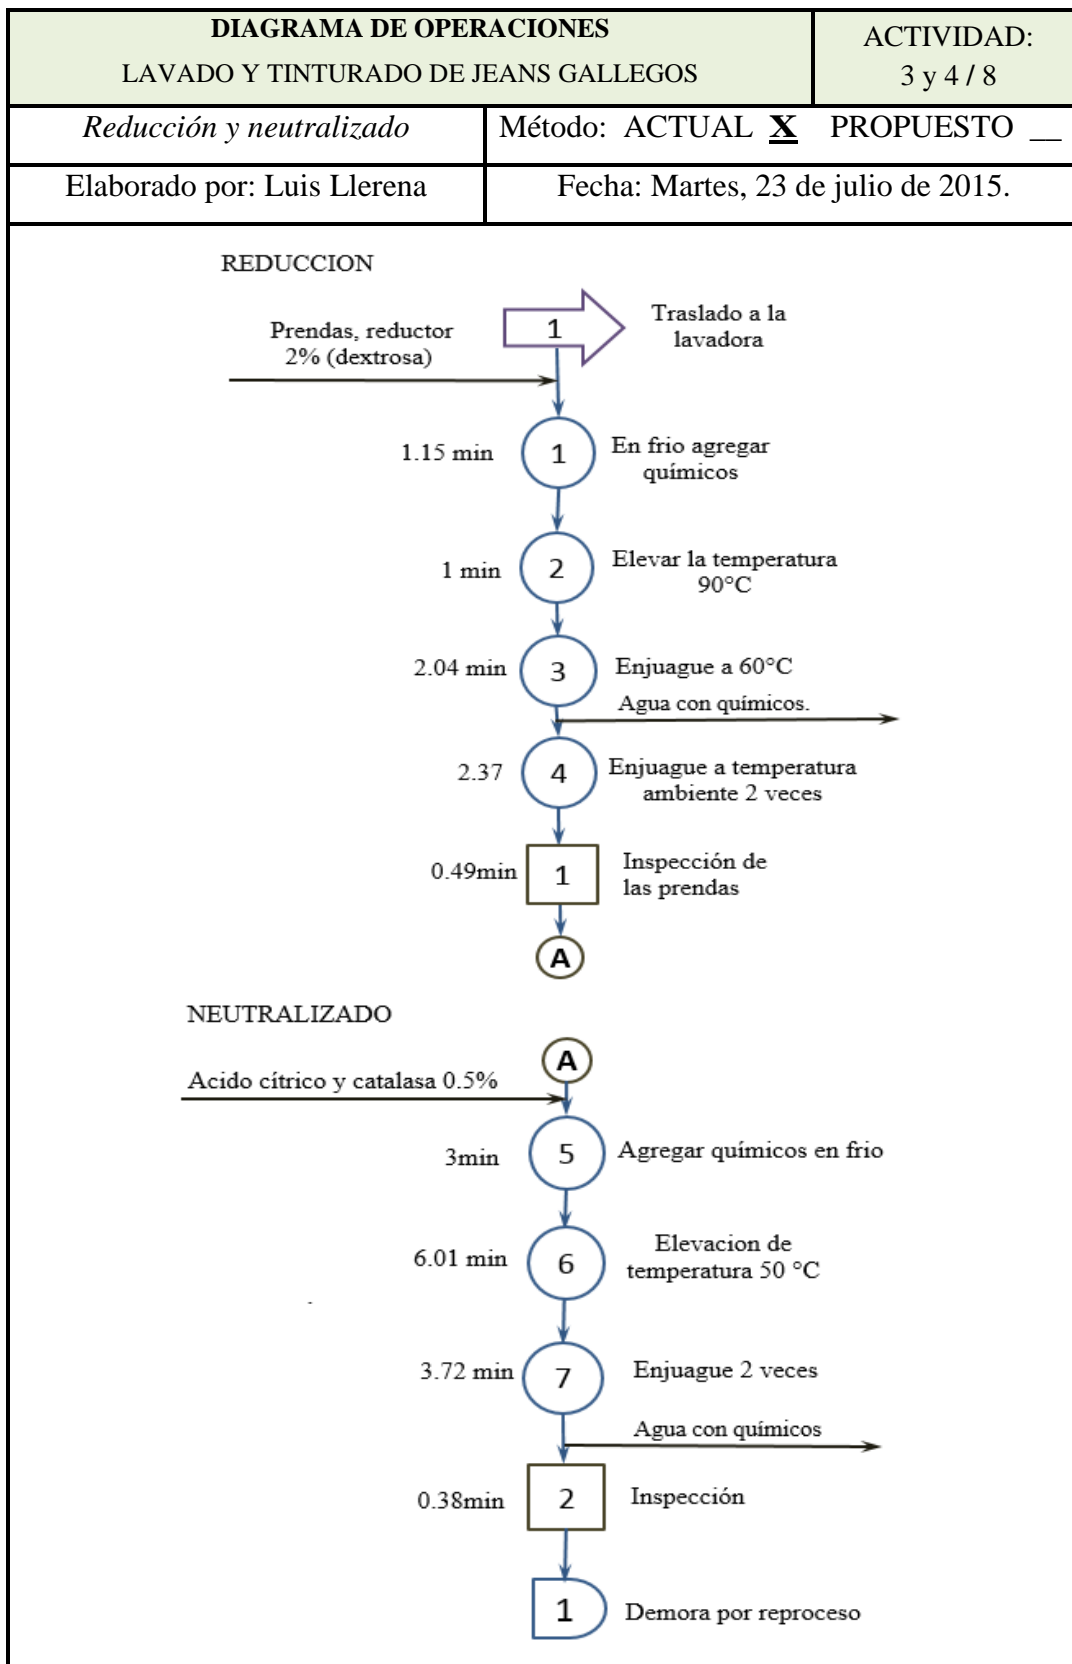 DIAGRAMA DE OPERACIONES
LAVADO Y TINTURADO DE JEANS GALLEGOS
ACTIVIDAD:
3 y 4 / 8
Reducción y neutralizado
Método: ACTUAL X PROPUESTO __
Elaborado por: Luis Llerena
Fecha: Martes, 23 de julio de 2015.
REDUCCION
1
Traslado a la
lavadora
Prendas, reductor
2% (dextrosa)
1.15 min
1
En frio agregar
químicos
1 min
2
Elevar la temperatura
90°C
2.04 min
3
Enjuague a 60°C
Agua con químicos.
2.37
4
Enjuague a temperatura
ambiente 2 veces
0.49min
1
Inspección de
las prendas
A
NEUTRALIZADO
A
Acido cítrico y catalasa 0.5%
3min
5
Agregar químicos en frio
6.01 min
6
Elevacion de
temperatura 50 °C
3.72 min
7
Enjuague 2 veces
Agua con químicos
0.38min
2
Inspección
1
Demora por reproceso